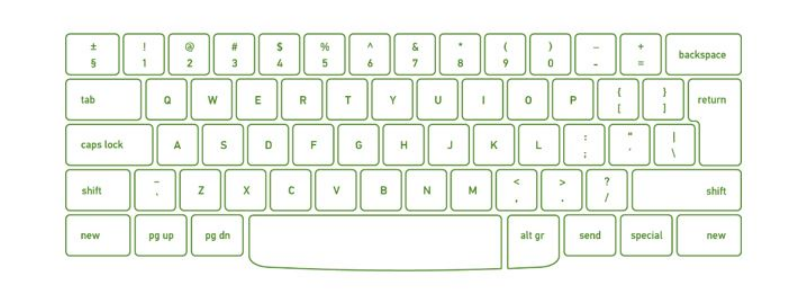 ± ! @ # $ % ^ & * ( ) – +
§ 1 2 3 4 5 6 7 8 9 0 - = backspace
tab Q W E R T Y U I O P { [ } ] return
caps lock A S D F G H J K L : ; " ' | \
shift ~ Z X C V B N M < , > . ? / shift
new pg up pg dn alt gr send special new